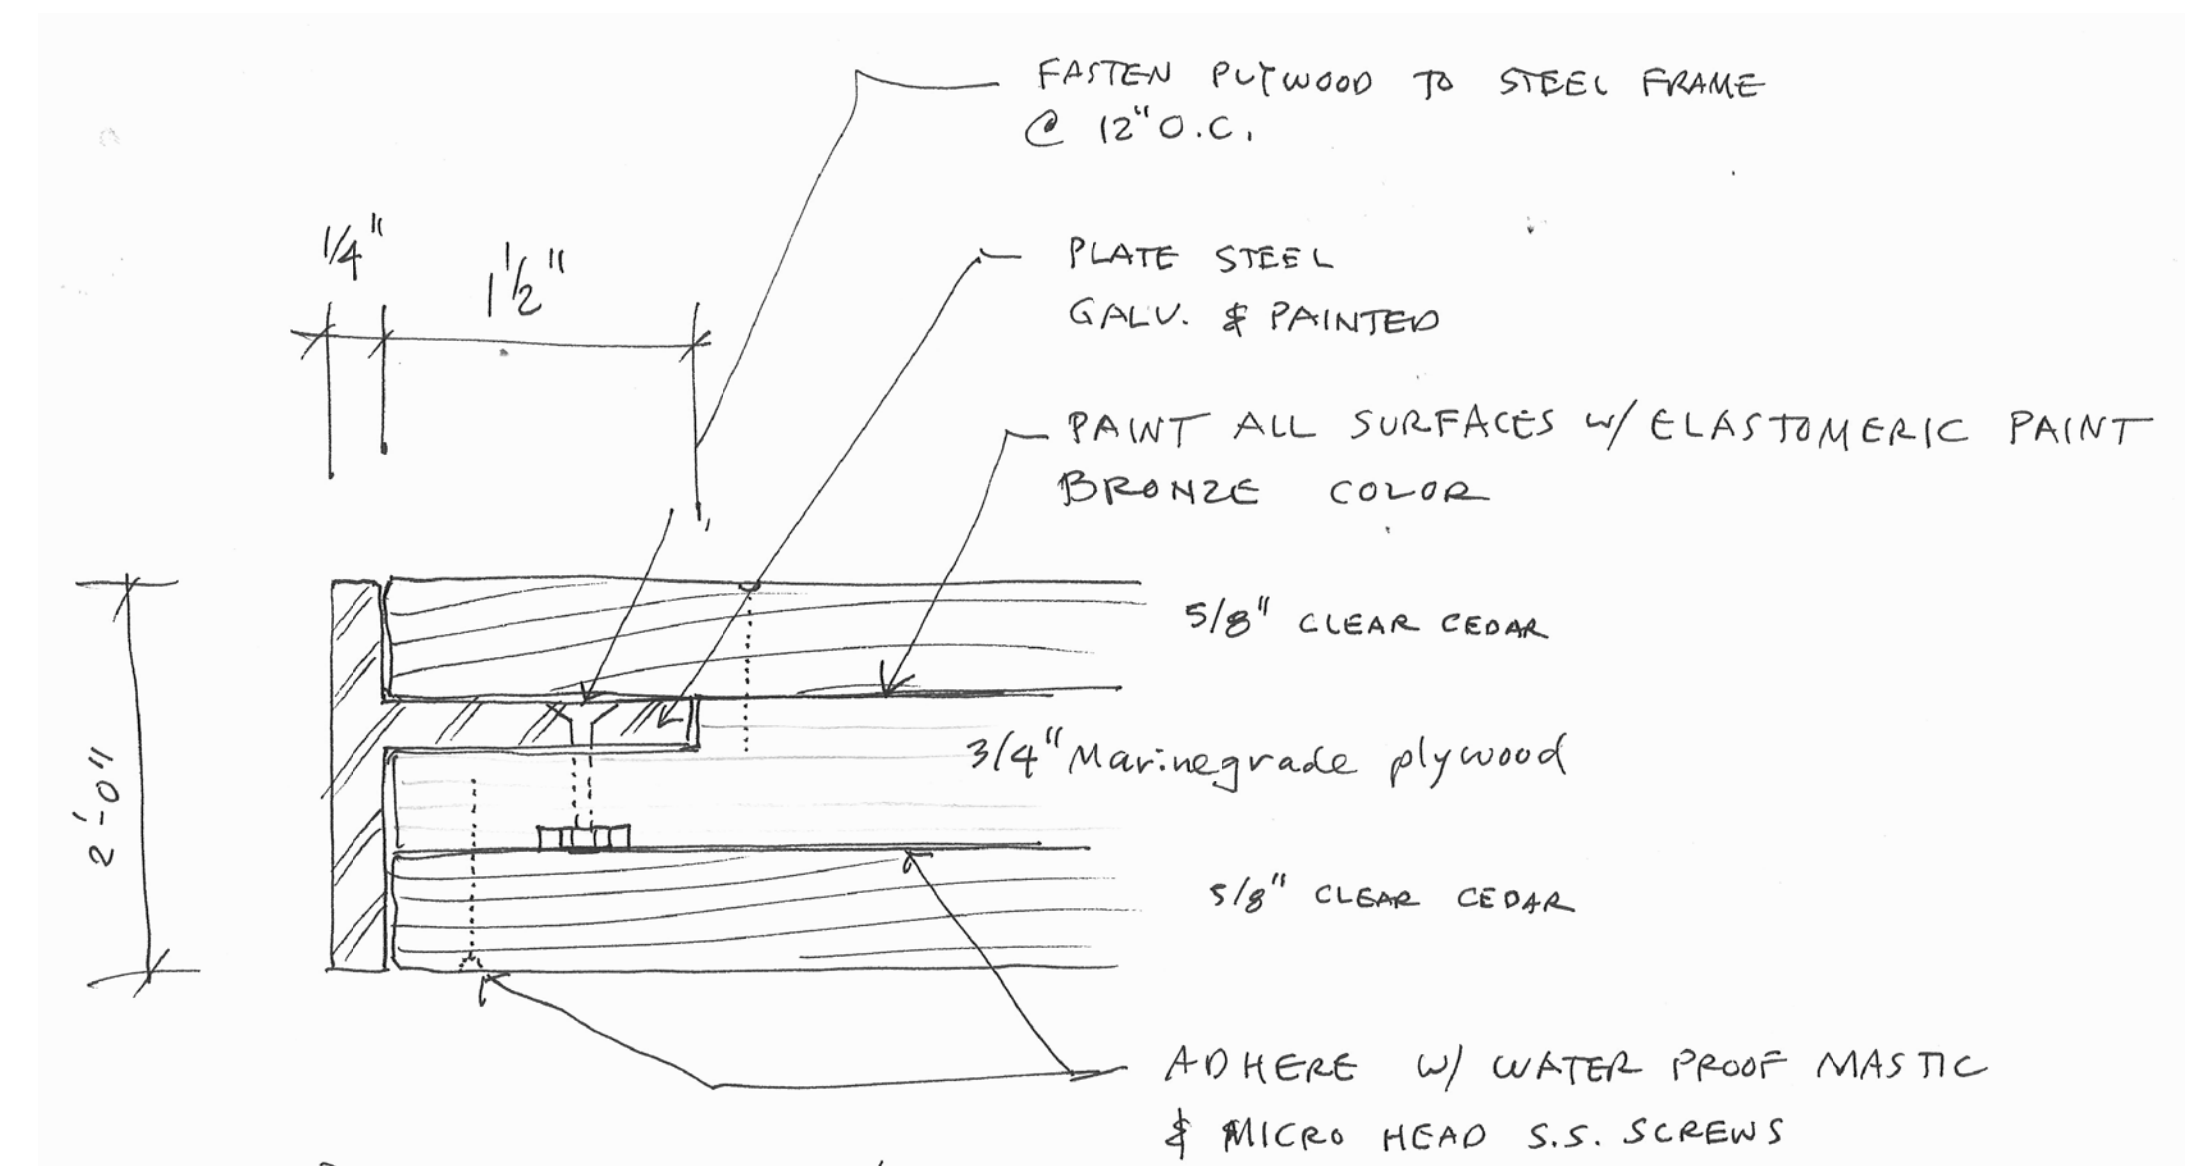 FASTEN PLYWOOD TO STEEL FRAME
@ 12" O.C.
1/4"
1 1/2"
PLATE STEEL
GALV. & PAINTED
PAINT ALL SURFACES W/ ELASTOMERIC PAINT
BRONZE COLOR
5/8" CLEAR CEDAR
3/4" Marinegrade plywood
2'-0"
5/8" CLEAR CEDAR
ADHERE W/ WATER PROOF MASTIC
& MICRO HEAD S.S. SCREWS